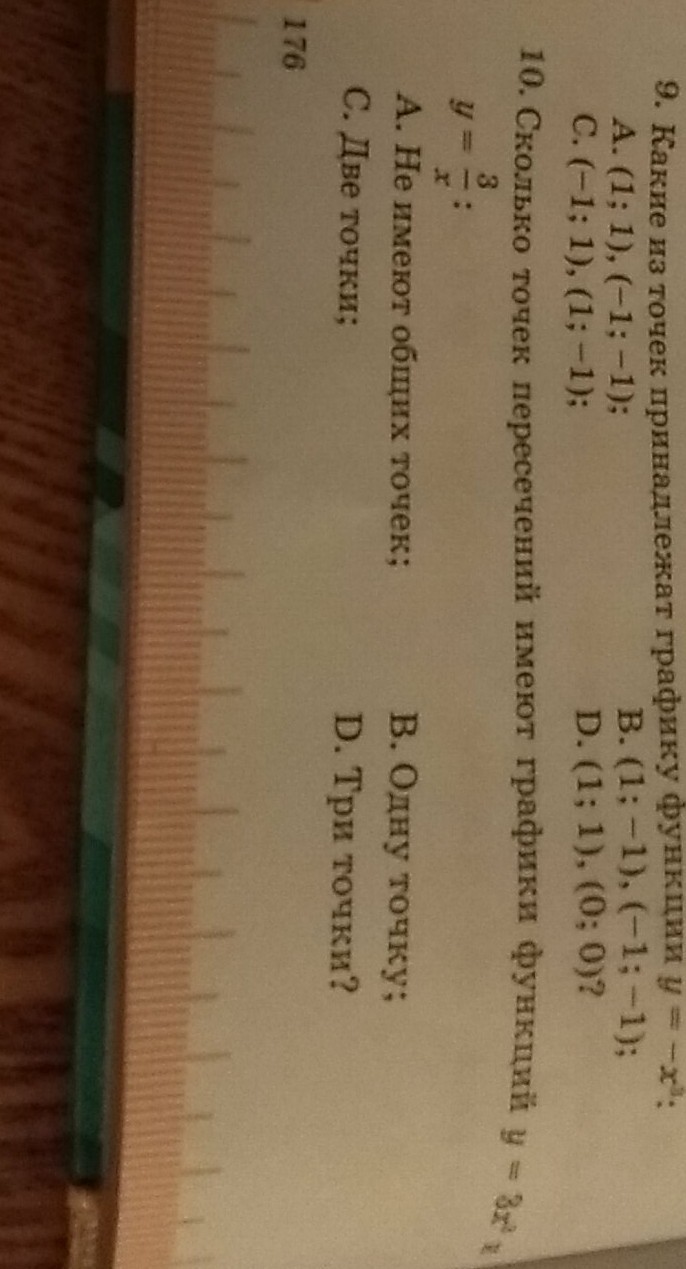 9. Какие из точек принадлежат графику функции y = −x³:
A. (1; 1), (−1; −1); B. (1; −1), (−1; −1);
C. (−1; 1), (1; −1); D. (1; 1), (0; 0)?
10. Сколько точек пересечений имеют графики функций y = 3x² и
y = 3/x:
A. Не имеют общих точек; B. Одну точку;
C. Две точки; D. Три точки?
176